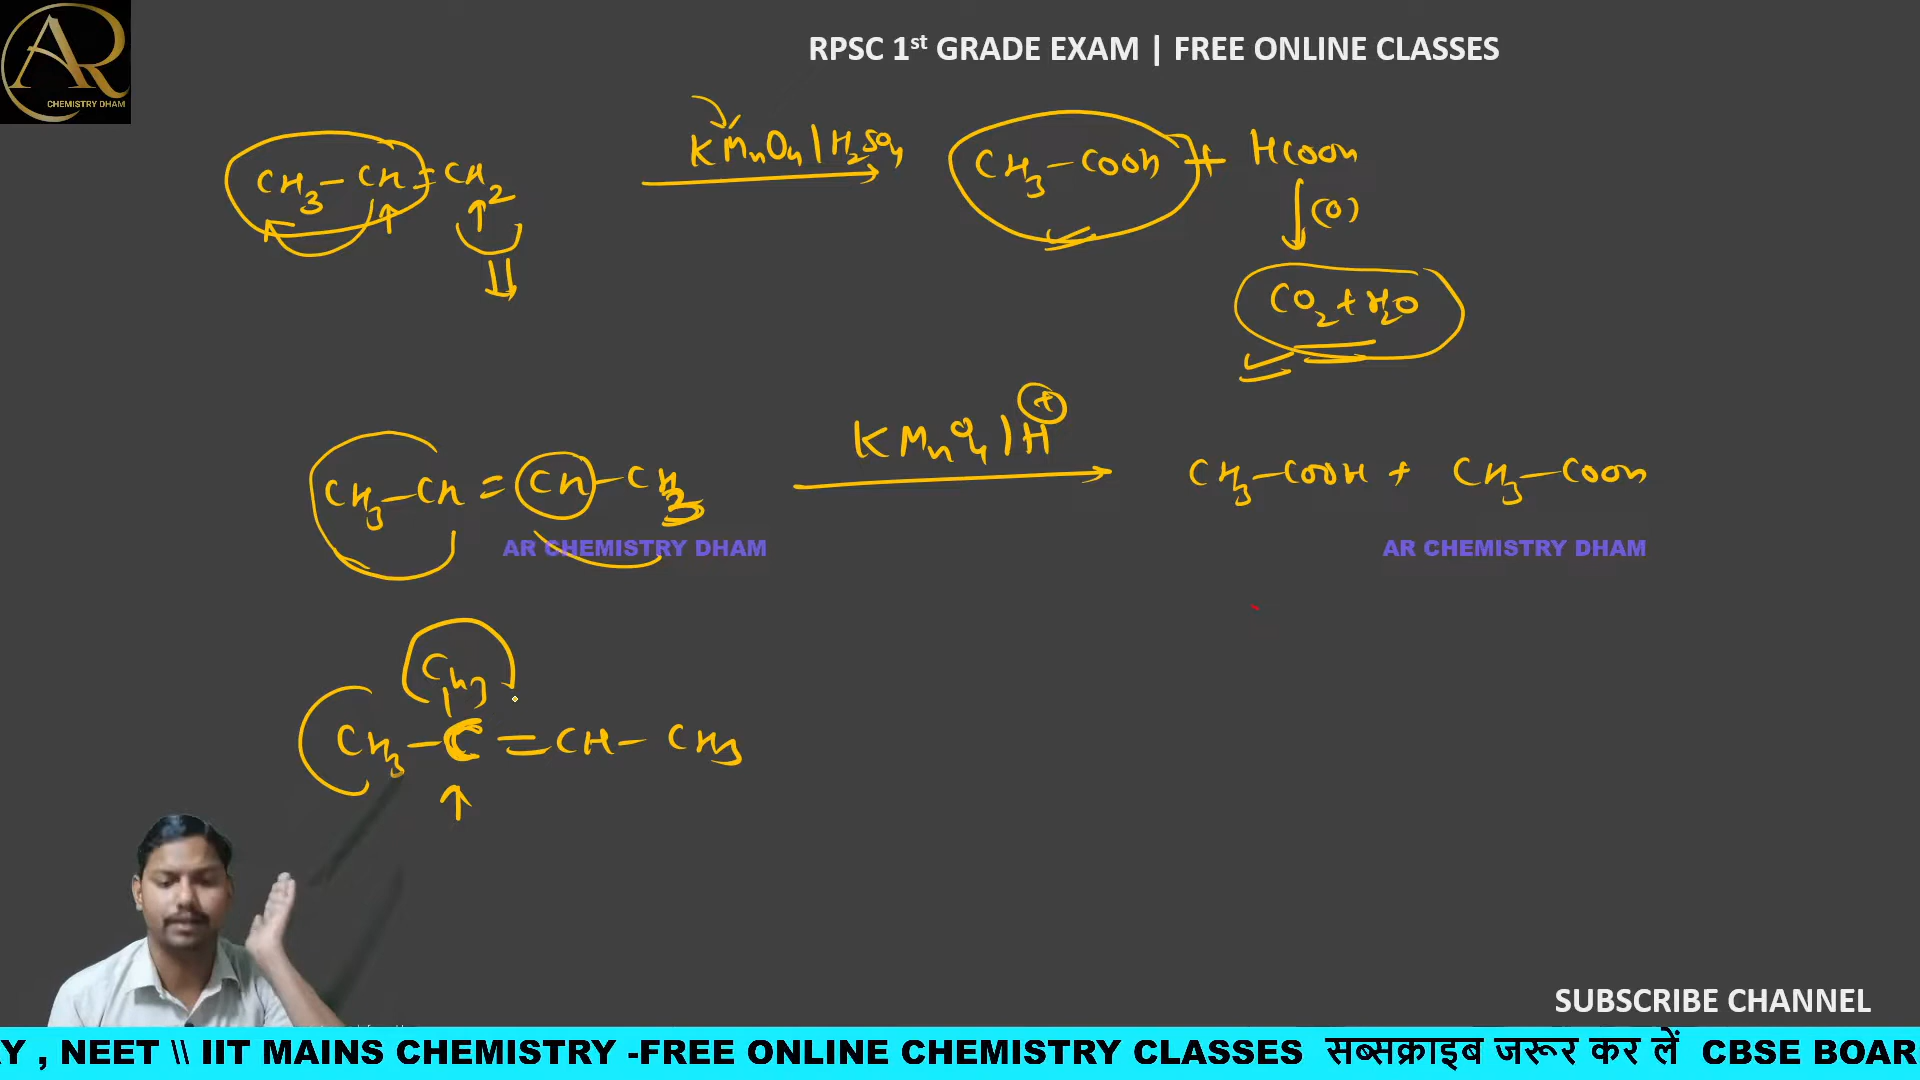 AR
CHEMISTRY DHAM
RPSC 1st GRADE EXAM | FREE ONLINE CLASSES
CH3-CH=CH2 KMnO4|H2SO4 CH3-COOH + HCOOH
(O)
CO2+H2O
KMnO4|H+
CH3-CH=CH-CH3 CH3-COOH + CH3-COOH
AR CHEMISTRY DHAM AR CHEMISTRY DHAM
CH3
CH3-C=CH-CH3
SUBSCRIBE CHANNEL
Y , NEET \\ IIT MAINS CHEMISTRY -FREE ONLINE CHEMISTRY CLASSES सब्सक्राइब जरूर कर लें CBSE BOAR